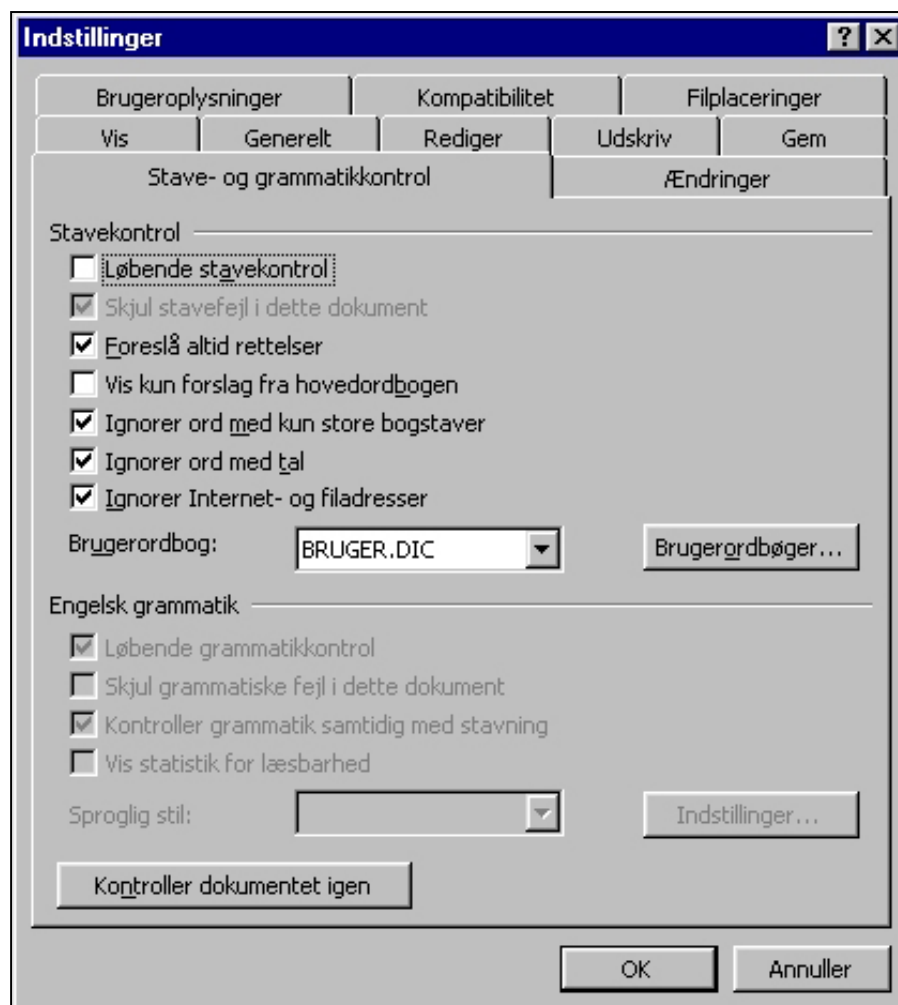 Indstillinger
Brugeroplysninger Kompatibilitet Filplaceringer
Vis Generelt Rediger Udskriv Gem
Stave- og grammatikkontrol Ændringer
Stavekontrol
Løbende stavekontrol
Skjul stavefejl i dette dokument
Foreslå altid rettelser
Vis kun forslag fra hovedordbogen
Ignorer ord med kun store bogstaver
Ignorer ord med tal
Ignorer Internet- og filadresser
Brugerordbog: BRUGER.DIC Brugerordbøger...
Engelsk grammatik
Løbende grammatikkontrol
Skjul grammatiske fejl i dette dokument
Kontroller grammatik samtidig med stavning
Vis statistik for læsbarhed
Sproglig stil: Indstillinger...
Kontroller dokumentet igen
OK Annuller